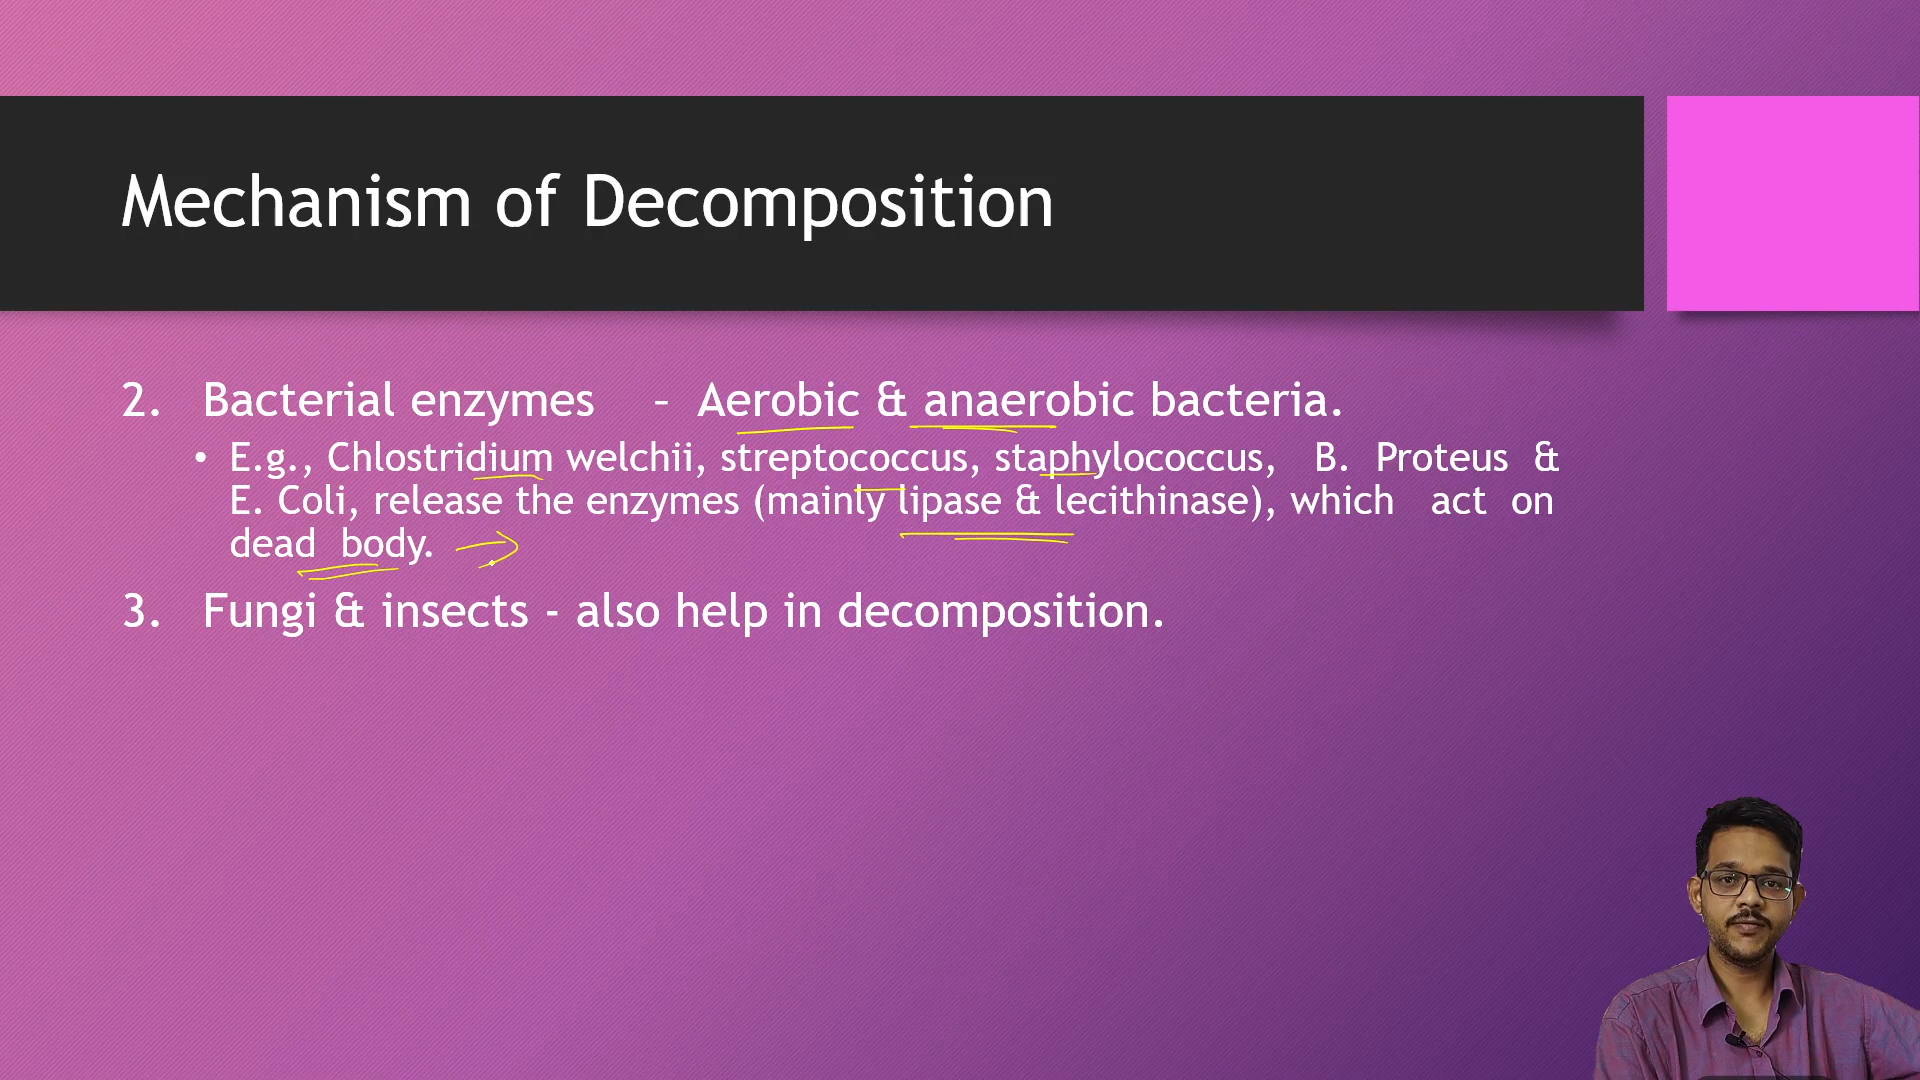 Mechanism of Decomposition
2. Bacterial enzymes – Aerobic & anaerobic bacteria.
• E.g., Chlostridium welchii, streptococcus, staphylococcus, B. Proteus &
E. Coli, release the enzymes (mainly lipase & lecithinase), which act on
dead body.
3. Fungi & insects - also help in decomposition.